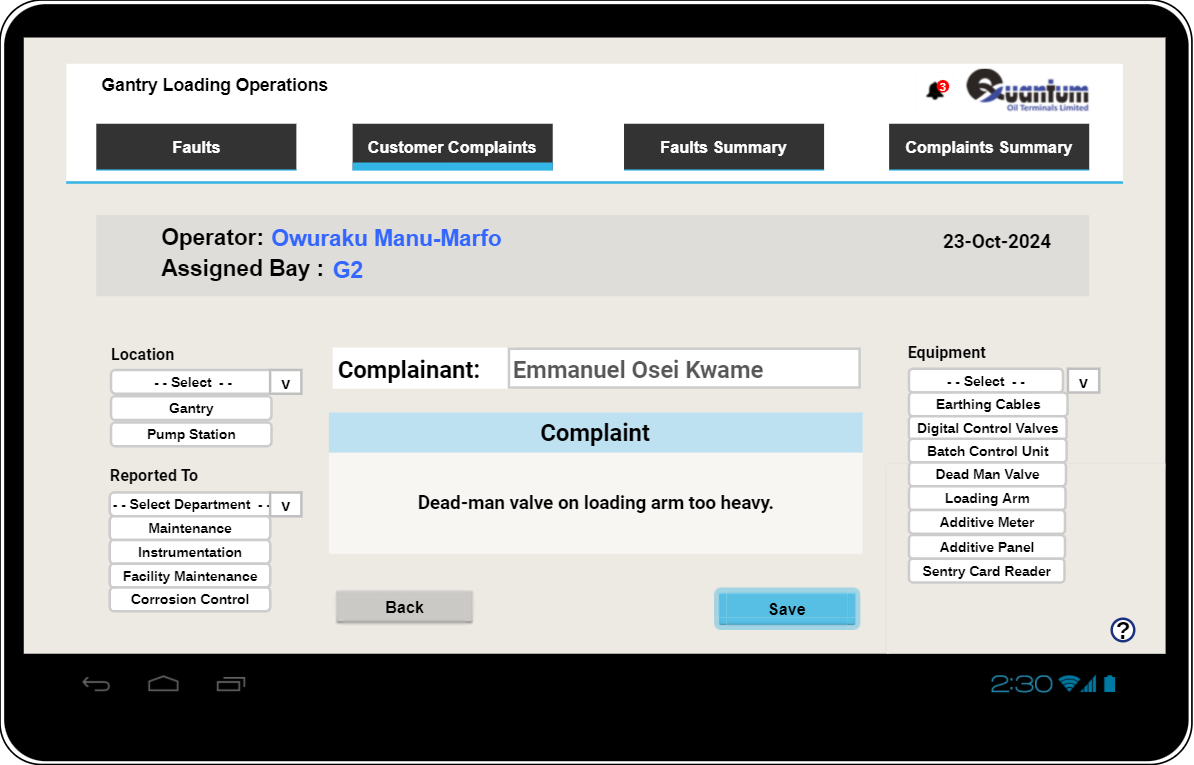 Gantry Loading Operations
3
Quantum
Oil Terminals Limited
Faults
Customer Complaints
Faults Summary
Complaints Summary
Operator: Owuraku Manu-Marfo
23-Oct-2024
Assigned Bay : G2
Location
- - Select - -
v
Gantry
Pump Station
Reported To
- - Select Department - -
v
Maintenance
Instrumentation
Facility Maintenance
Corrosion Control
Complainant: Emmanuel Osei Kwame
Complaint
Dead-man valve on loading arm too heavy.
Back
Save
Equipment
- - Select - -
v
Earthing Cables
Digital Control Valves
Batch Control Unit
Dead Man Valve
Loading Arm
Additive Meter
Additive Panel
Sentry Card Reader
?
2:30